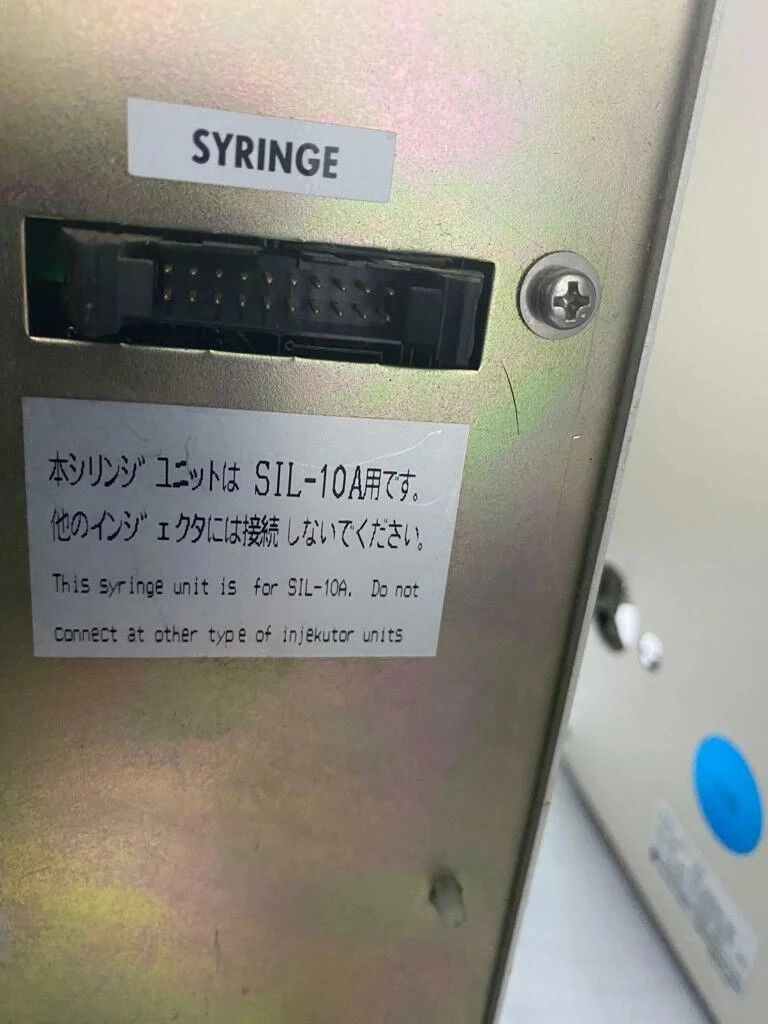 SYRINGE
本シリンジ ユニットは SIL-10A用です。
他のインジェクタには接続しないでください。
This syringe unit is for SIL-10A. Do not
connect at other type of injekutor units